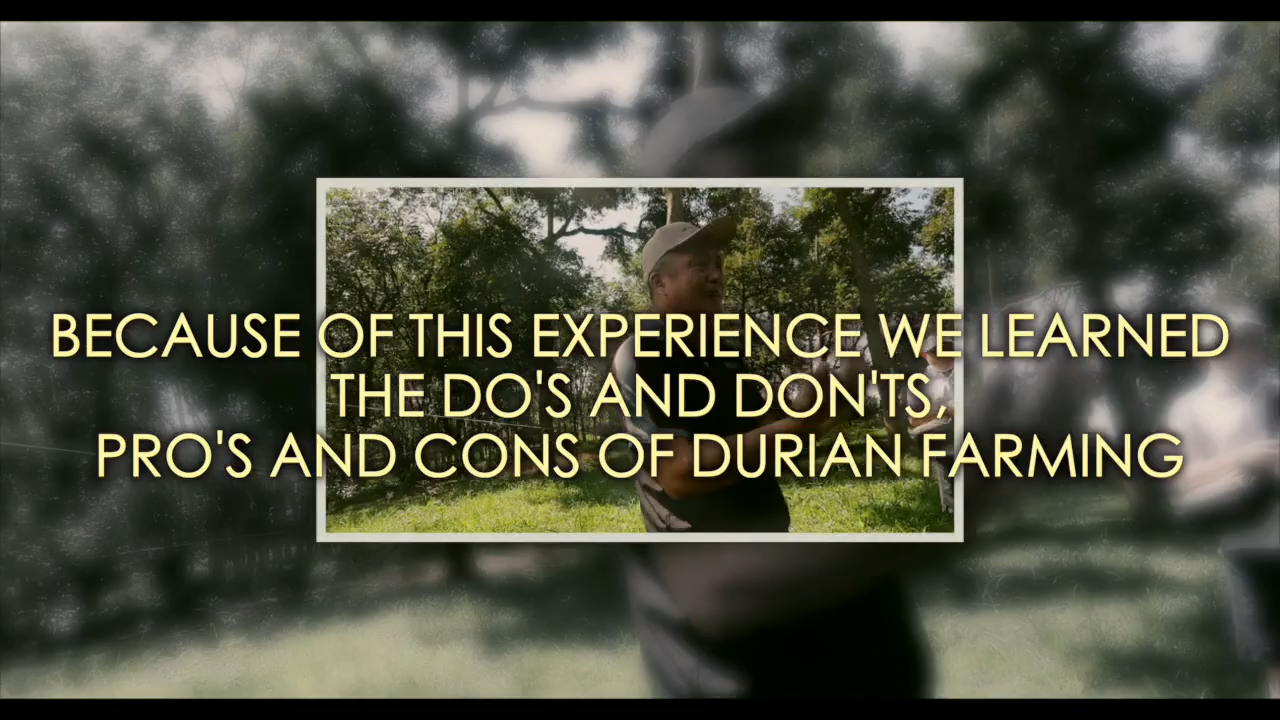 BECAUSE OF THIS EXPERIENCE WE LEARNED
THE DO'S AND DON'TS,
PRO'S AND CONS OF DURIAN FARMING